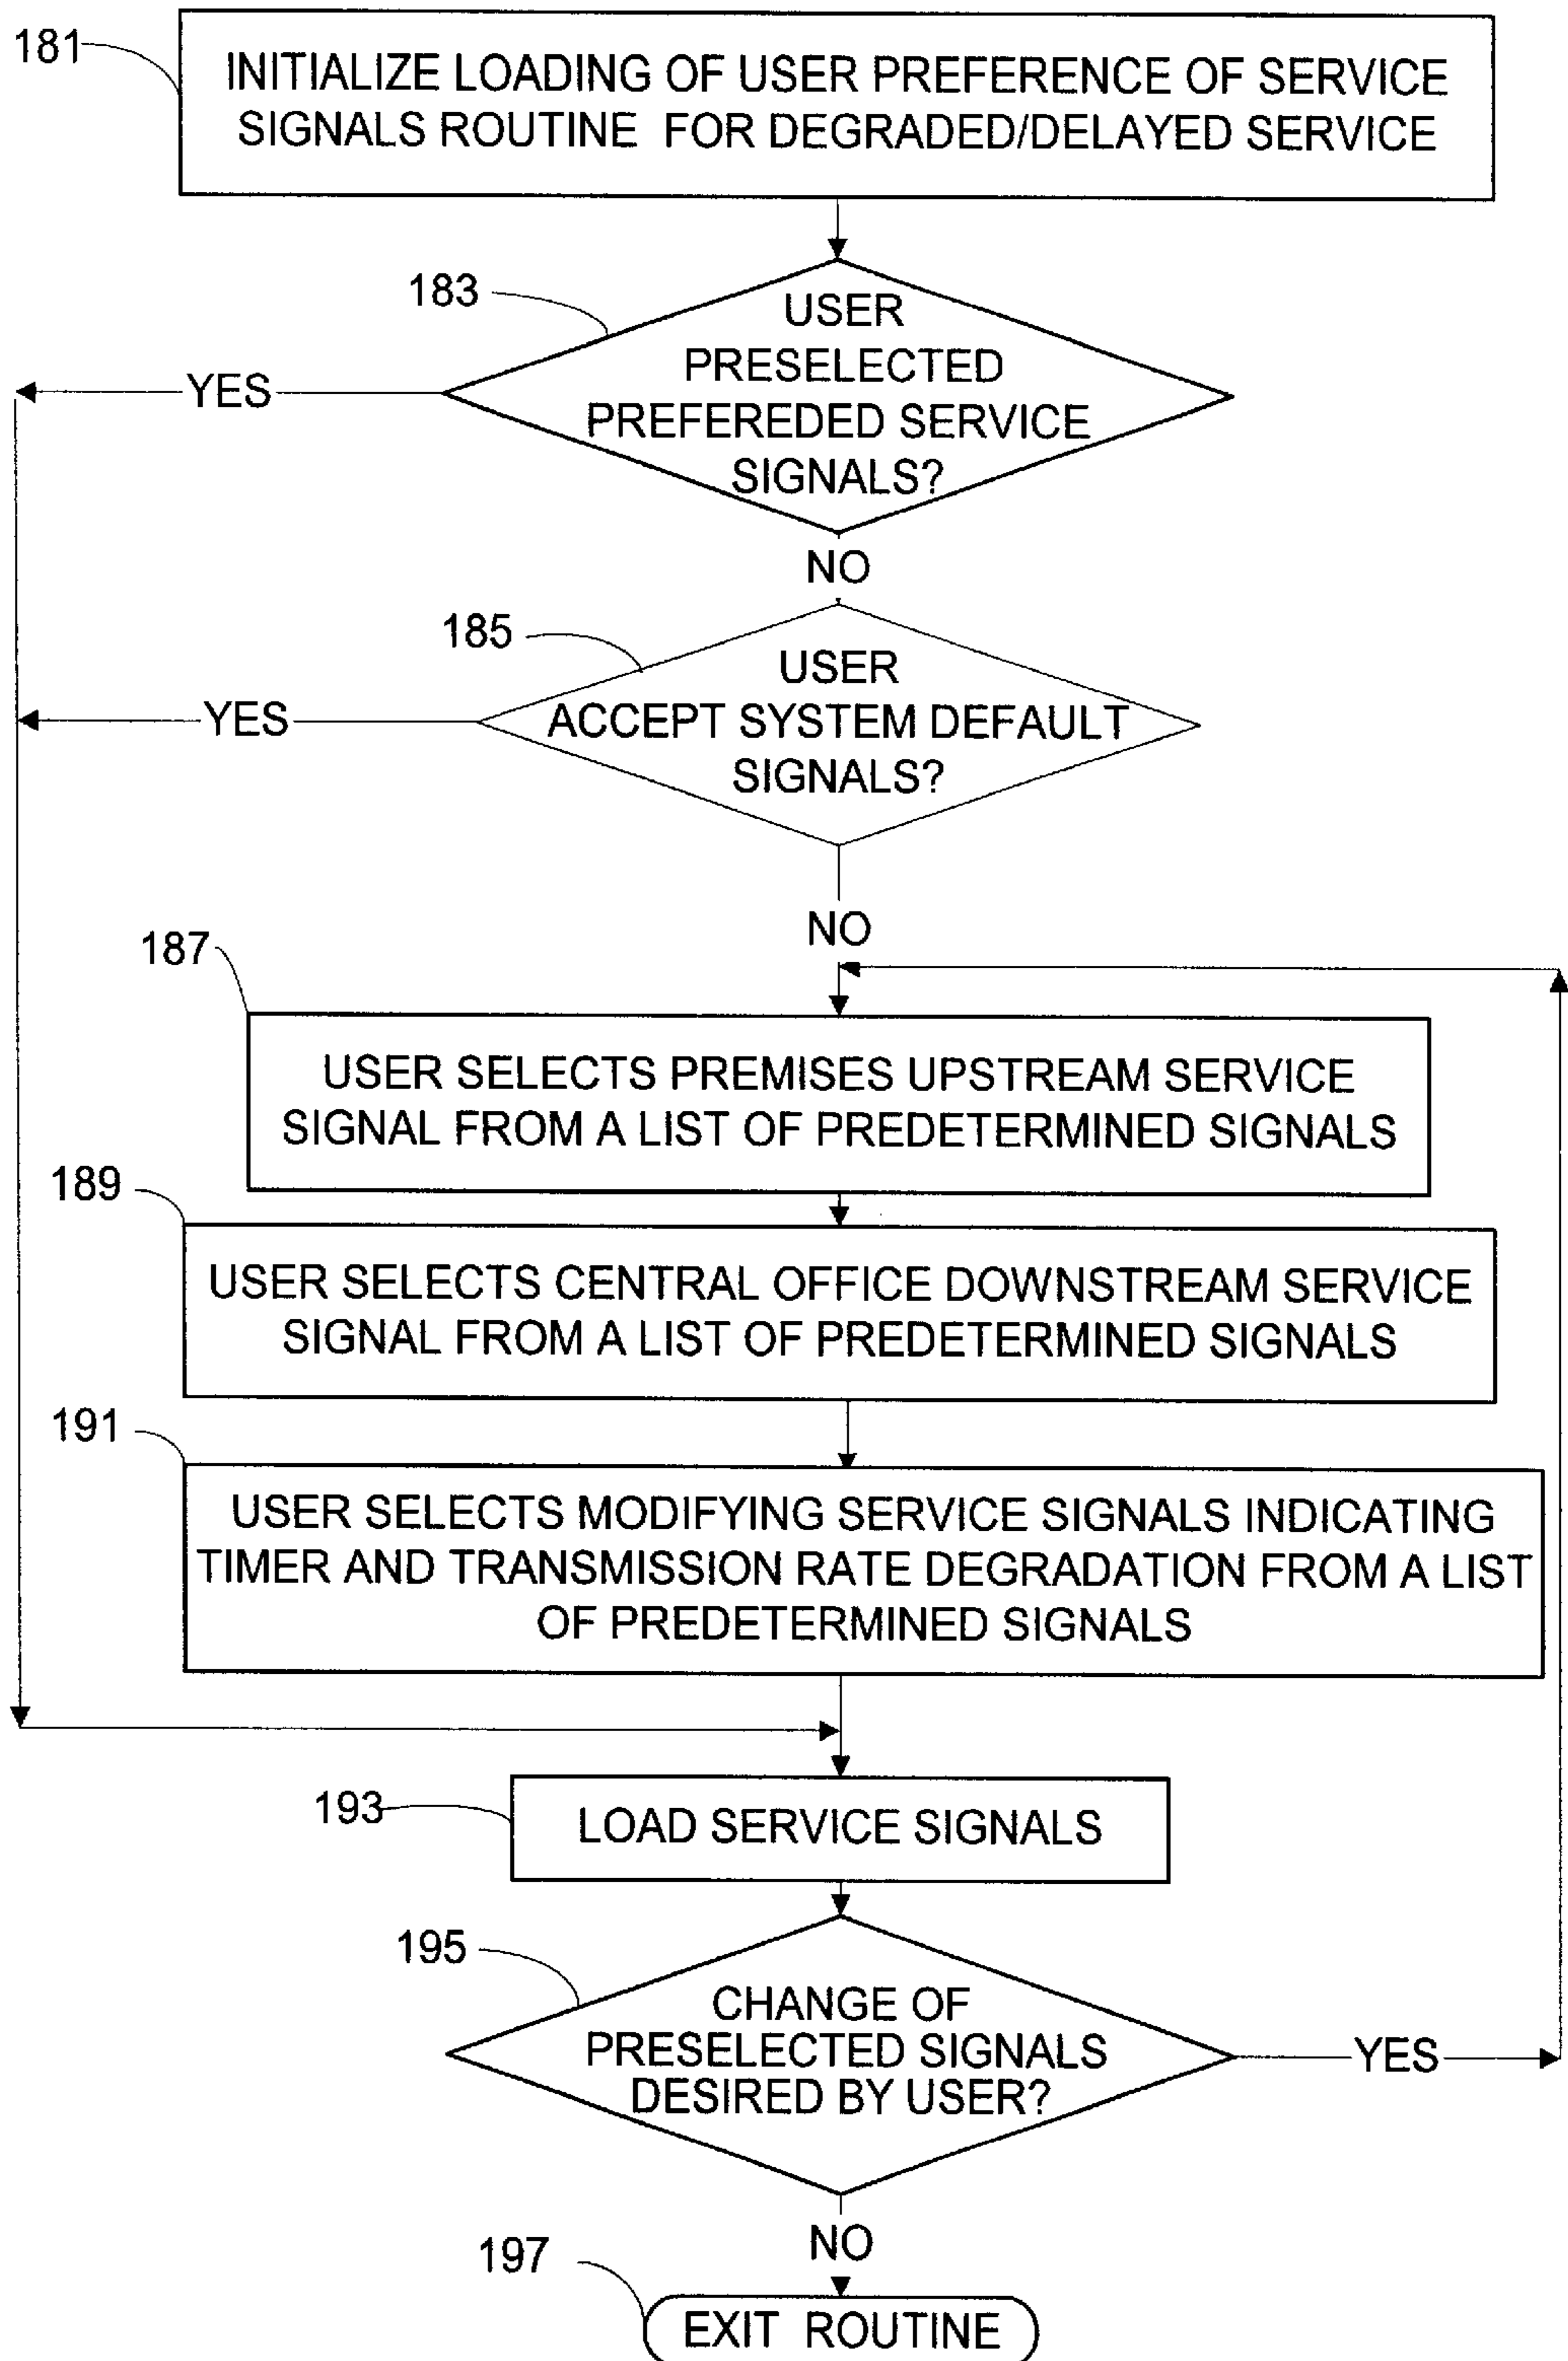 181
INITIALIZE LOADING OF USER PREFERENCE OF SERVICE
SIGNALS ROUTINE FOR DEGRADED/DELAYED SERVICE
183
USER
PRESELECTED
PREFEREDED SERVICE
SIGNALS?
YES
NO
185
USER
ACCEPT SYSTEM DEFAULT
SIGNALS?
YES
NO
187
USER SELECTS PREMISES UPSTREAM SERVICE
SIGNAL FROM A LIST OF PREDETERMINED SIGNALS
189
USER SELECTS CENTRAL OFFICE DOWNSTREAM SERVICE
SIGNAL FROM A LIST OF PREDETERMINED SIGNALS
191
USER SELECTS MODIFYING SERVICE SIGNALS INDICATING
TIMER AND TRANSMISSION RATE DEGRADATION FROM A LIST
OF PREDETERMINED SIGNALS
193
LOAD SERVICE SIGNALS
195
CHANGE OF
PRESELECTED SIGNALS
DESIRED BY USER?
YES
NO
197
EXIT ROUTINE